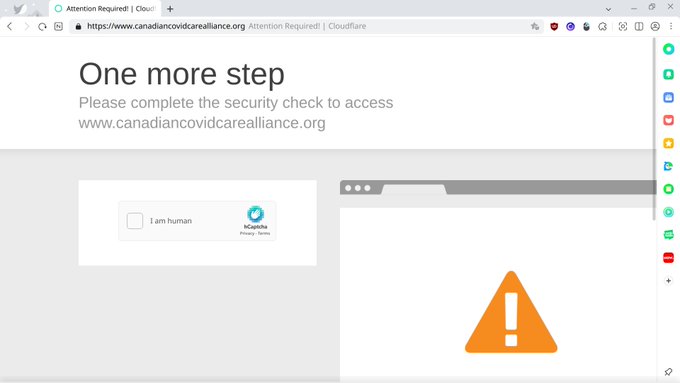 Attention Required! | Cloudf
https://www.canadiancovidcarealliance.org Attention Required! | Cloudflare
One more step
Please complete the security check to access
www.canadiancovidcarealliance.org
I am human
hCaptcha
Privacy - Terms